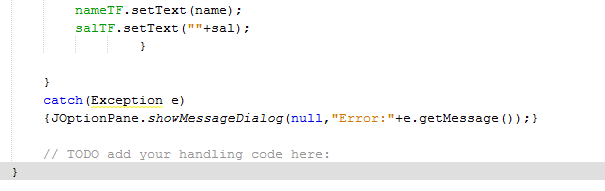 nameTF.setText(name);
salTF.setText(""+sal);
}
}
catch(Exception e)
{JOptionPane.showMessageDialog(null,"Error:"+e.getMessage());}
// TODO add your handling code here:
}